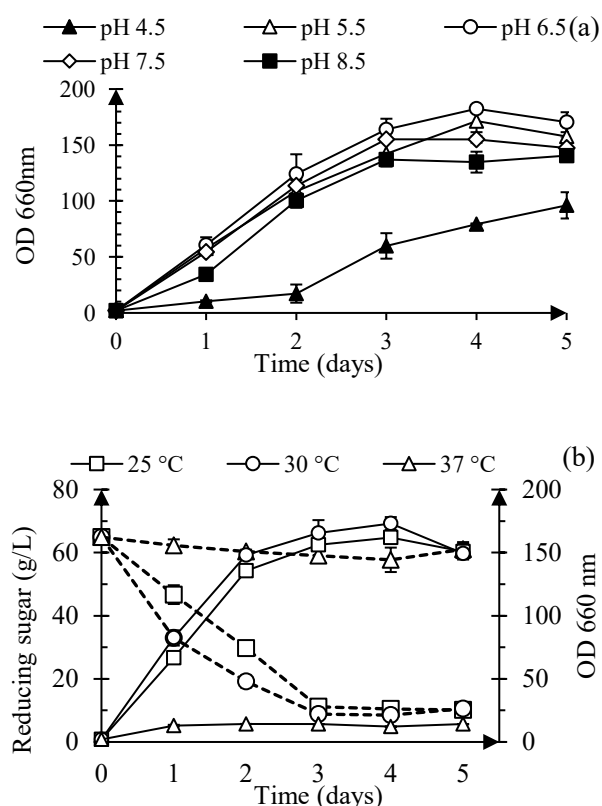 pH 4.5 pH 5.5 pH 6.5 (a)
pH 7.5 pH 8.5
200
150
100
50
0
OD 660nm
0 1 2 3 4 5
Time (days)
25 °C 30 °C 37 °C (b)
80 200
60 150
40 100
20 50
0 0
Reducing sugar (g/L)
OD 660 nm
0 1 2 3 4 5
Time (days)